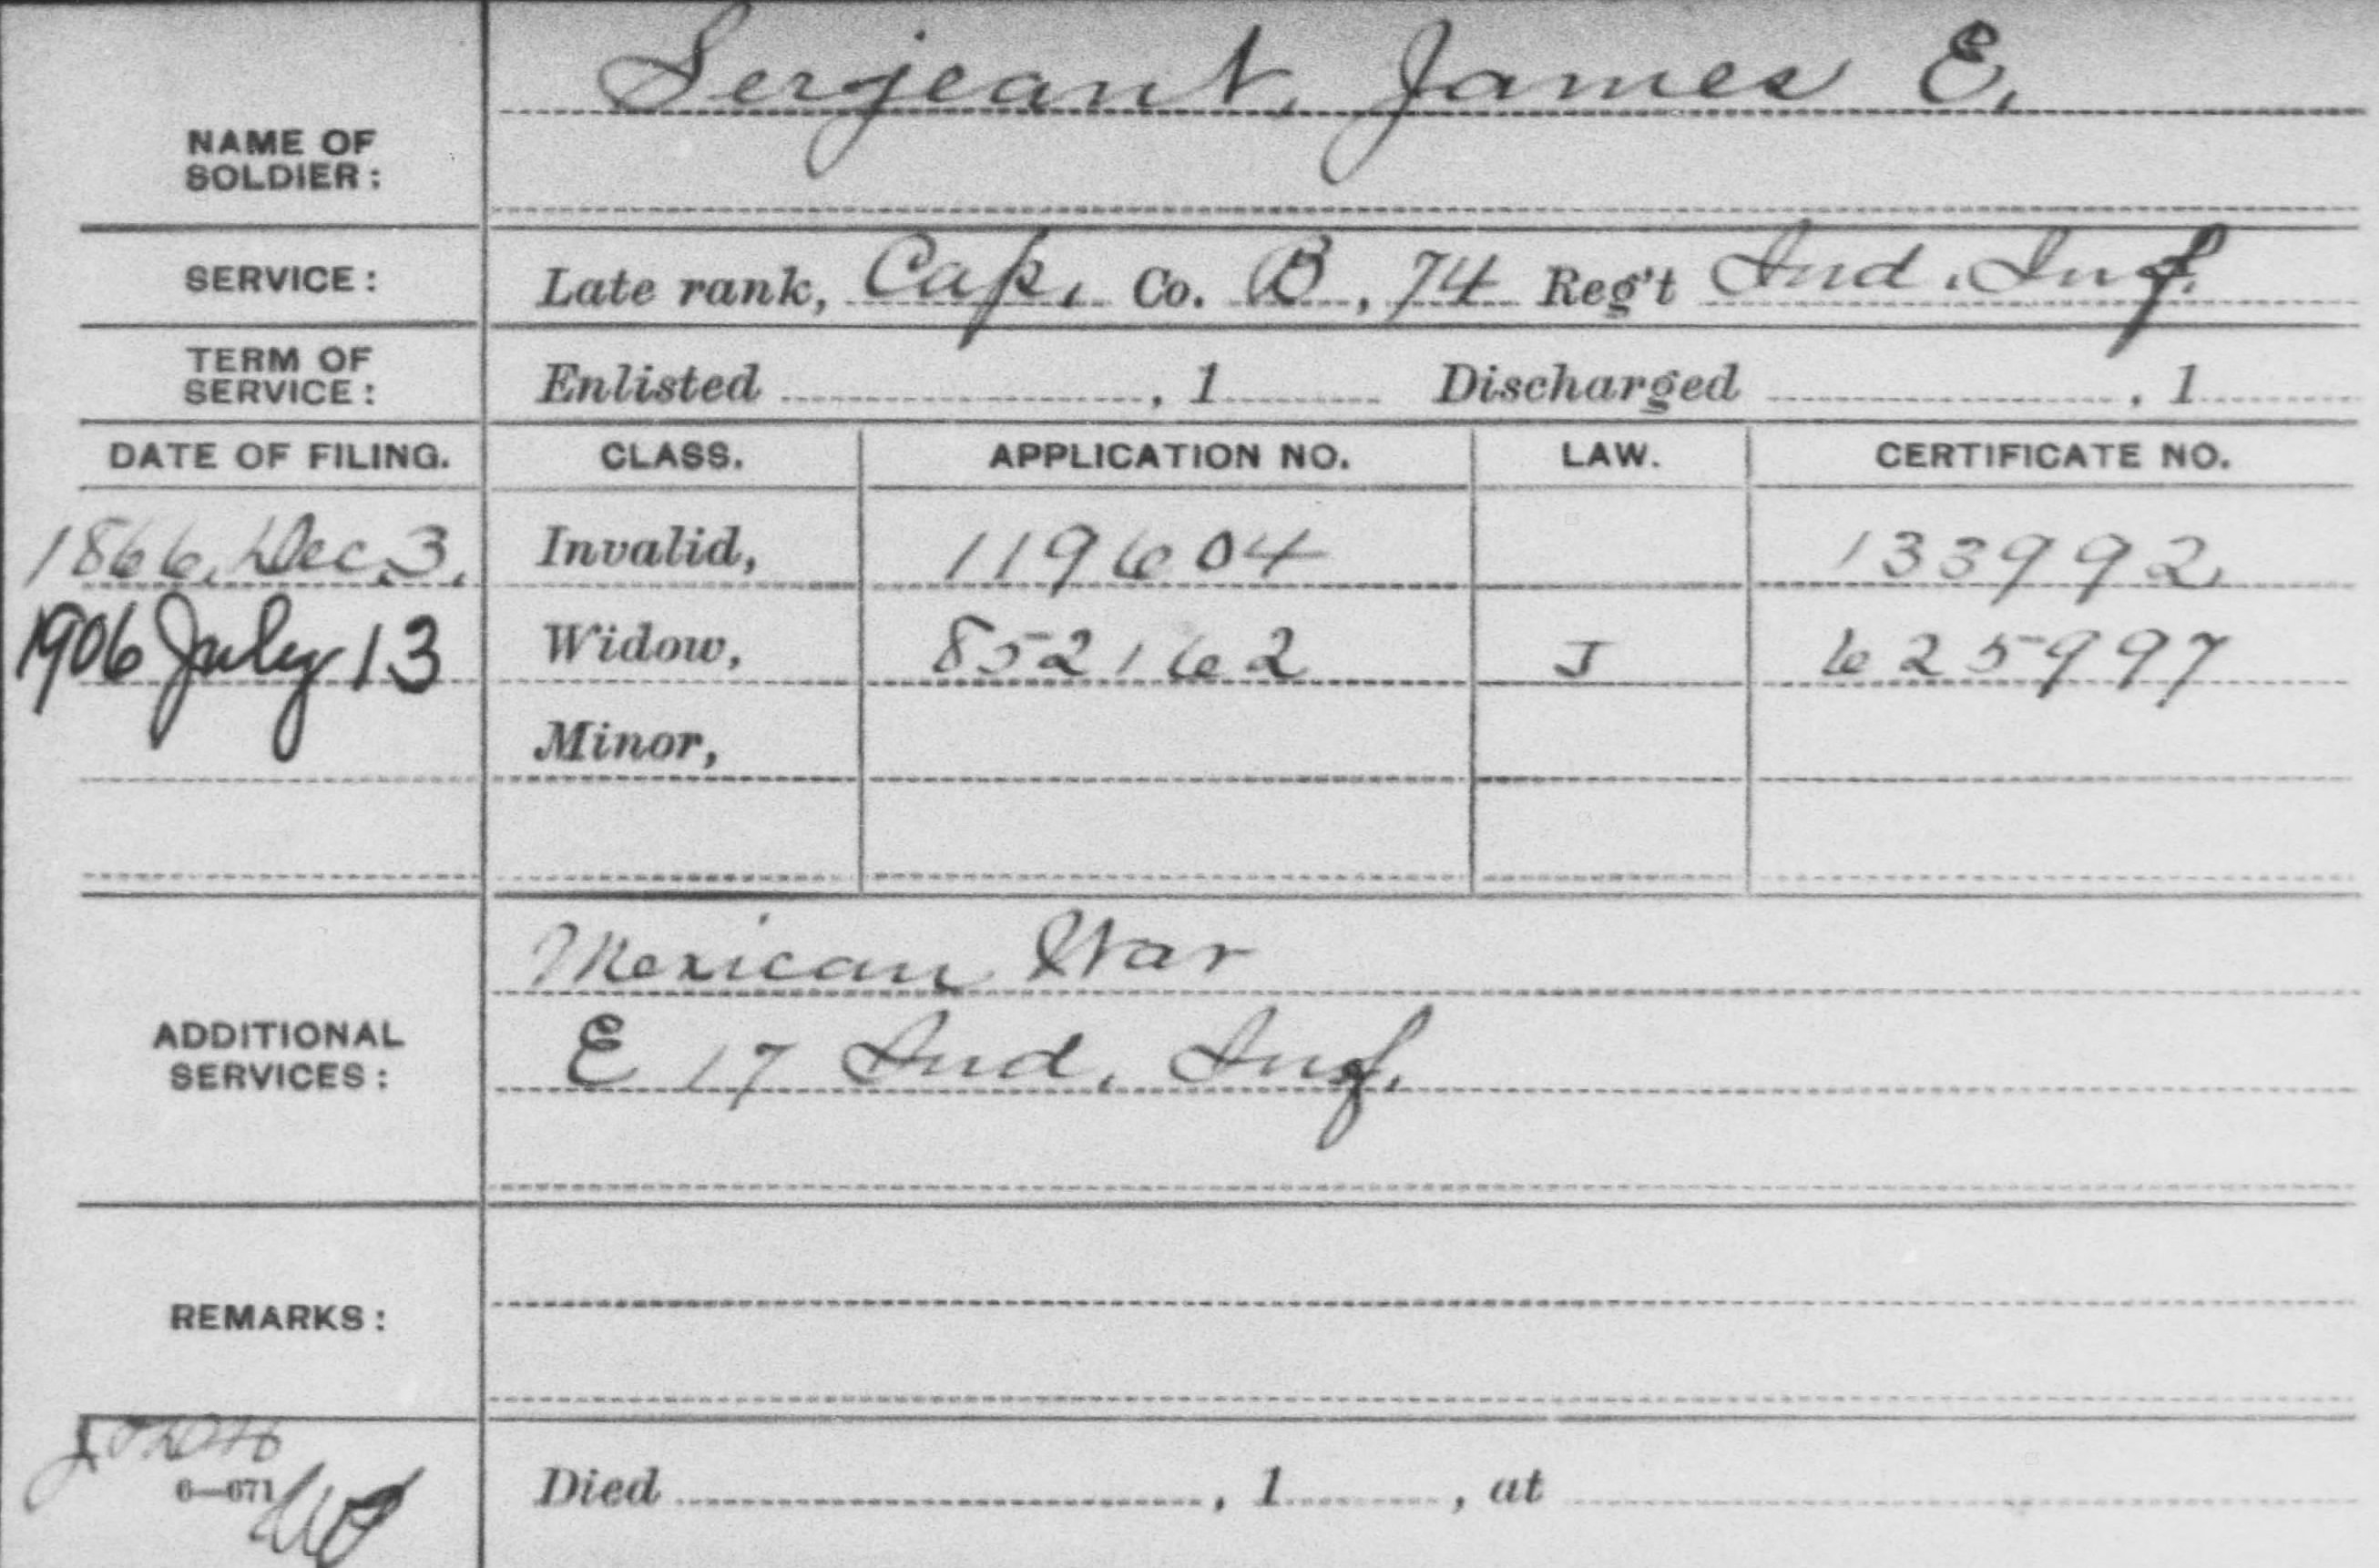 Serjeant, James E.
NAME OF
SOLDIER:
SERVICE: Late rank, Cap, Co. B, 74 Reg't Ind. Inf.
TERM OF
SERVICE: Enlisted , 1 Discharged , 1
DATE OF FILING. CLASS. APPLICATION NO. LAW. CERTIFICATE NO.
1866, Dec, 3, Invalid, 119604 133992
1906 July 13 Widow, 852162 J 625997
Minor,
Mexican War
E 17 Ind. Inf.
ADDITIONAL
SERVICES:
REMARKS:
6—671
Died , 1 , at